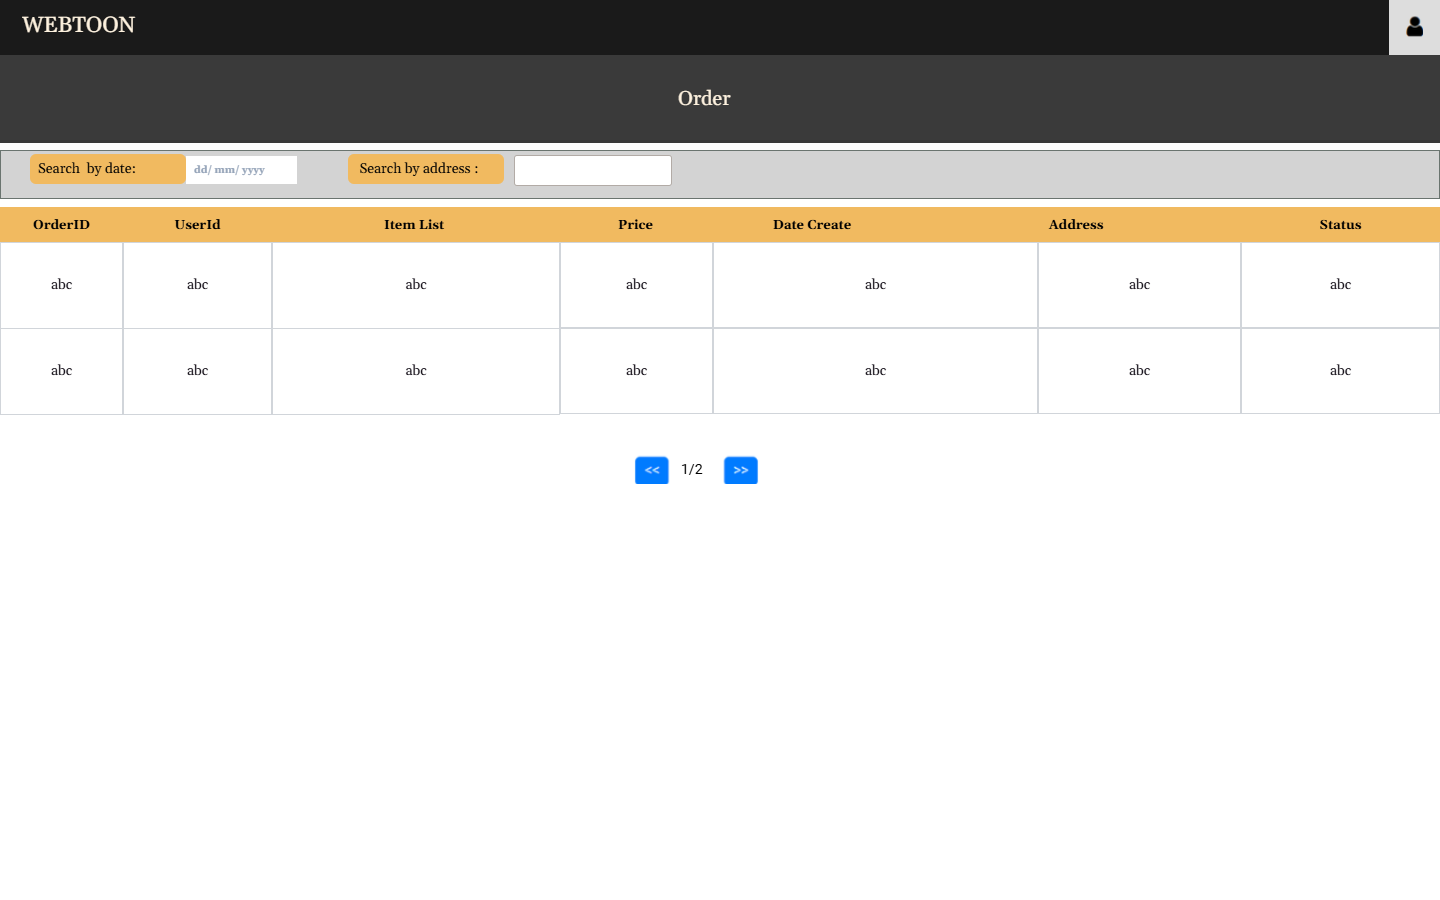 WEBTOON
Order
Search  by date: dd/ mm/ yyyy Search by address :
OrderID UserId Item List Price Date Create Address Status
abc abc abc abc abc abc abc
abc abc abc abc abc abc abc
<< 1/2 >>